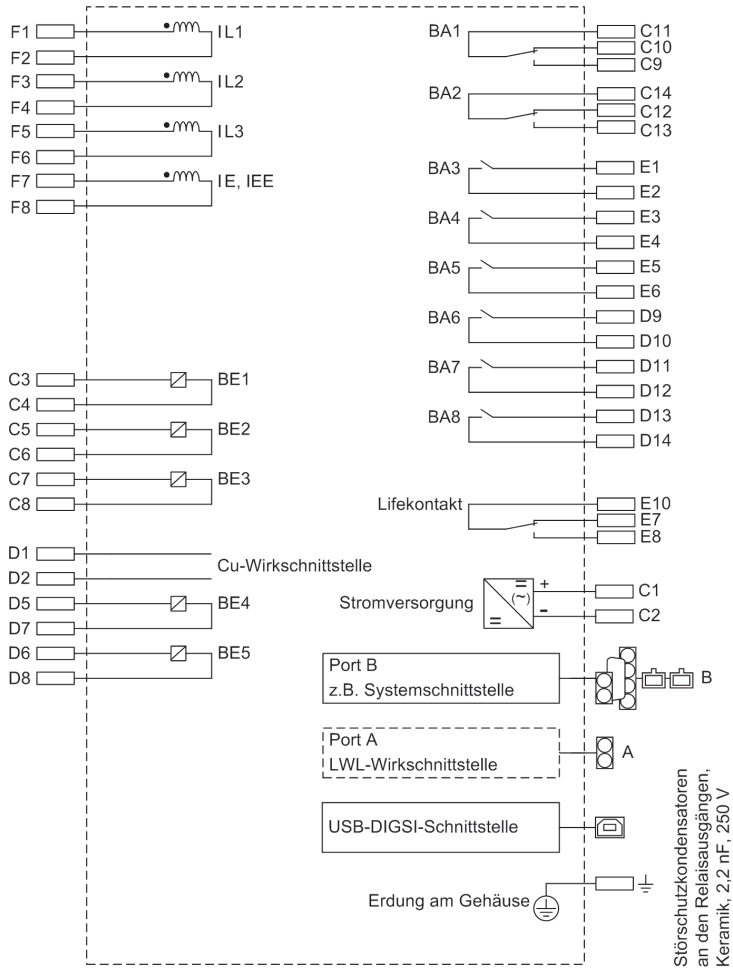 F1
IL1
F2
F3
IL2
F4
F5
IL3
F6
F7
IE, IEE
F8
C3
BE1
C4
C5
BE2
C6
C7
BE3
C8
D1
Cu-Wirkschnittstelle
D2
D5
BE4
D7
D6
BE5
D8
BA1
C11
C10
C9
BA2
C14
C12
C13
BA3
E1
E2
BA4
E3
E4
BA5
E5
E6
BA6
D9
D10
BA7
D11
D12
BA8
D13
D14
Lifekontakt
E10
E7
E8
Stromversorgung
=
(~)
=
+
-
C1
C2
Port B
z.B. Systemschnittstelle
B
Port A
LWL-Wirkschnittstelle
A
USB-DIGSI-Schnittstelle
Erdung am Gehäuse
Störschutzkondensatoren
an den Relaisausgängen,
Keramik, 2,2 nF, 250 V